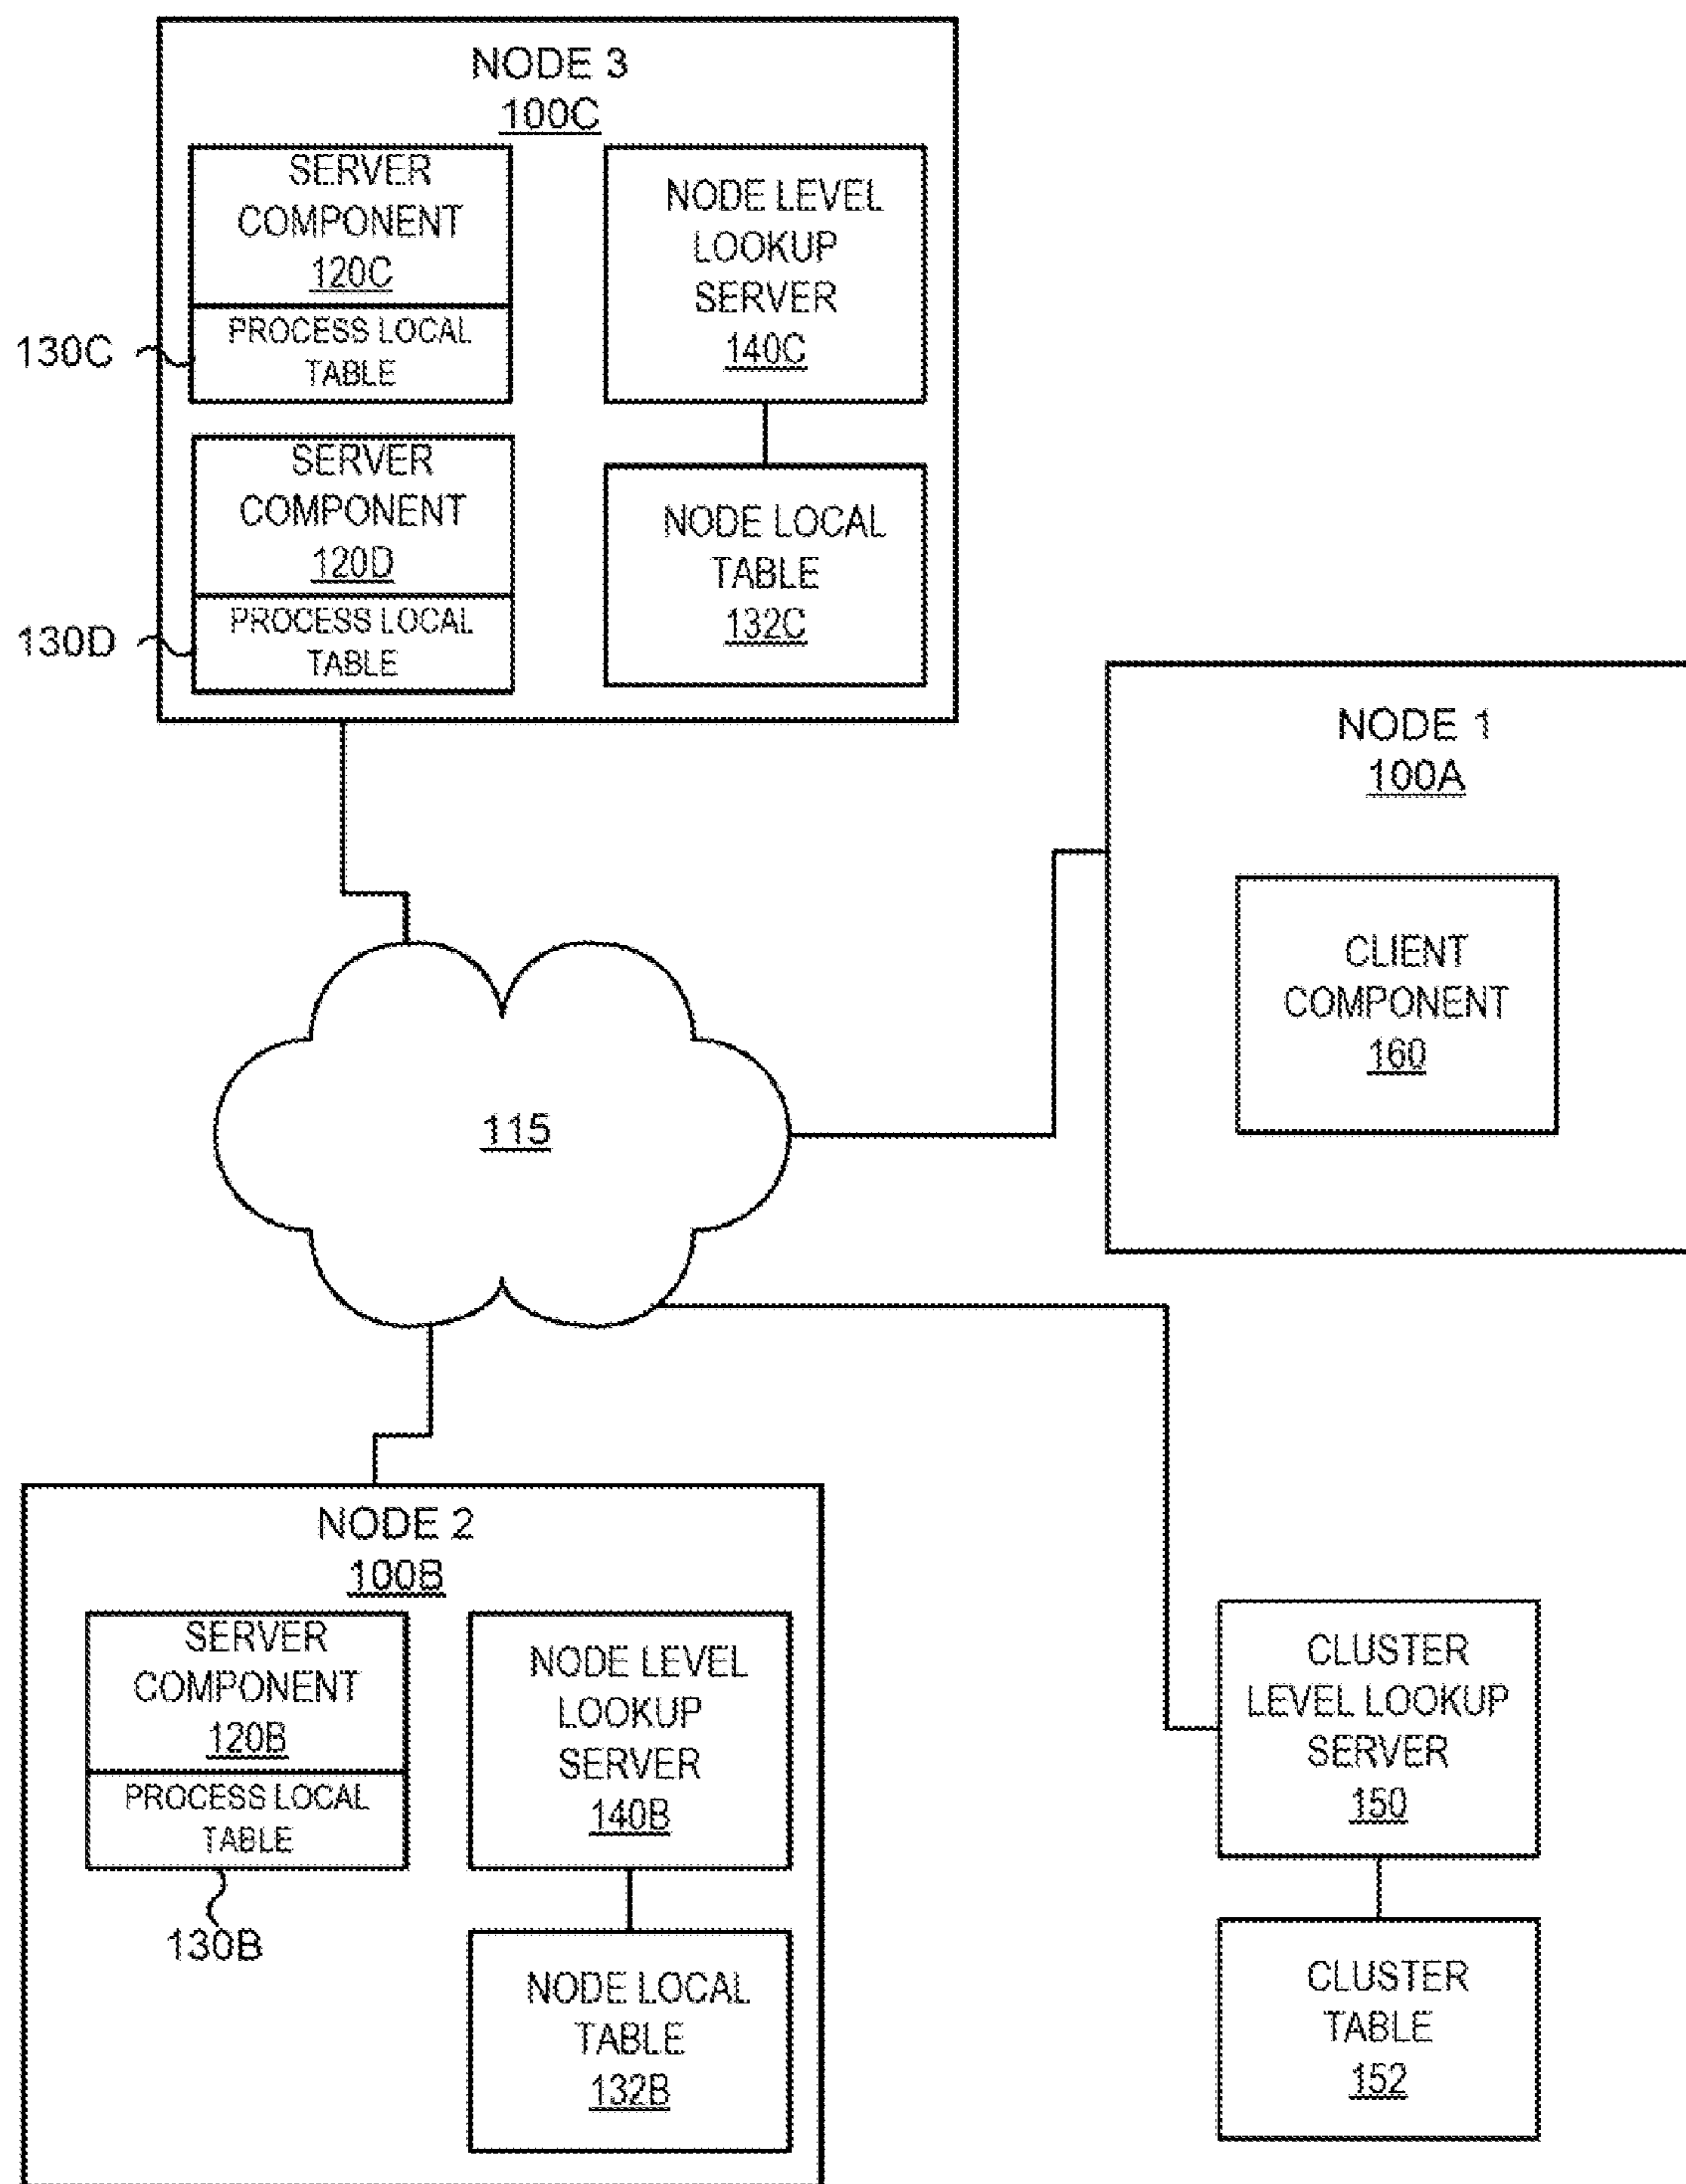 NODE 3
100C
SERVER
COMPONENT
120C
PROCESS LOCAL
TABLE
130C
NODE LEVEL
LOOKUP
SERVER
140C
SERVER
COMPONENT
120D
PROCESS LOCAL
TABLE
130D
NODE LOCAL
TABLE
132C
NODE 1
100A
CLIENT
COMPONENT
160
115
NODE 2
100B
SERVER
COMPONENT
120B
PROCESS LOCAL
TABLE
130B
NODE LEVEL
LOOKUP
SERVER
140B
NODE LOCAL
TABLE
132B
CLUSTER
LEVEL LOOKUP
SERVER
150
CLUSTER
TABLE
152